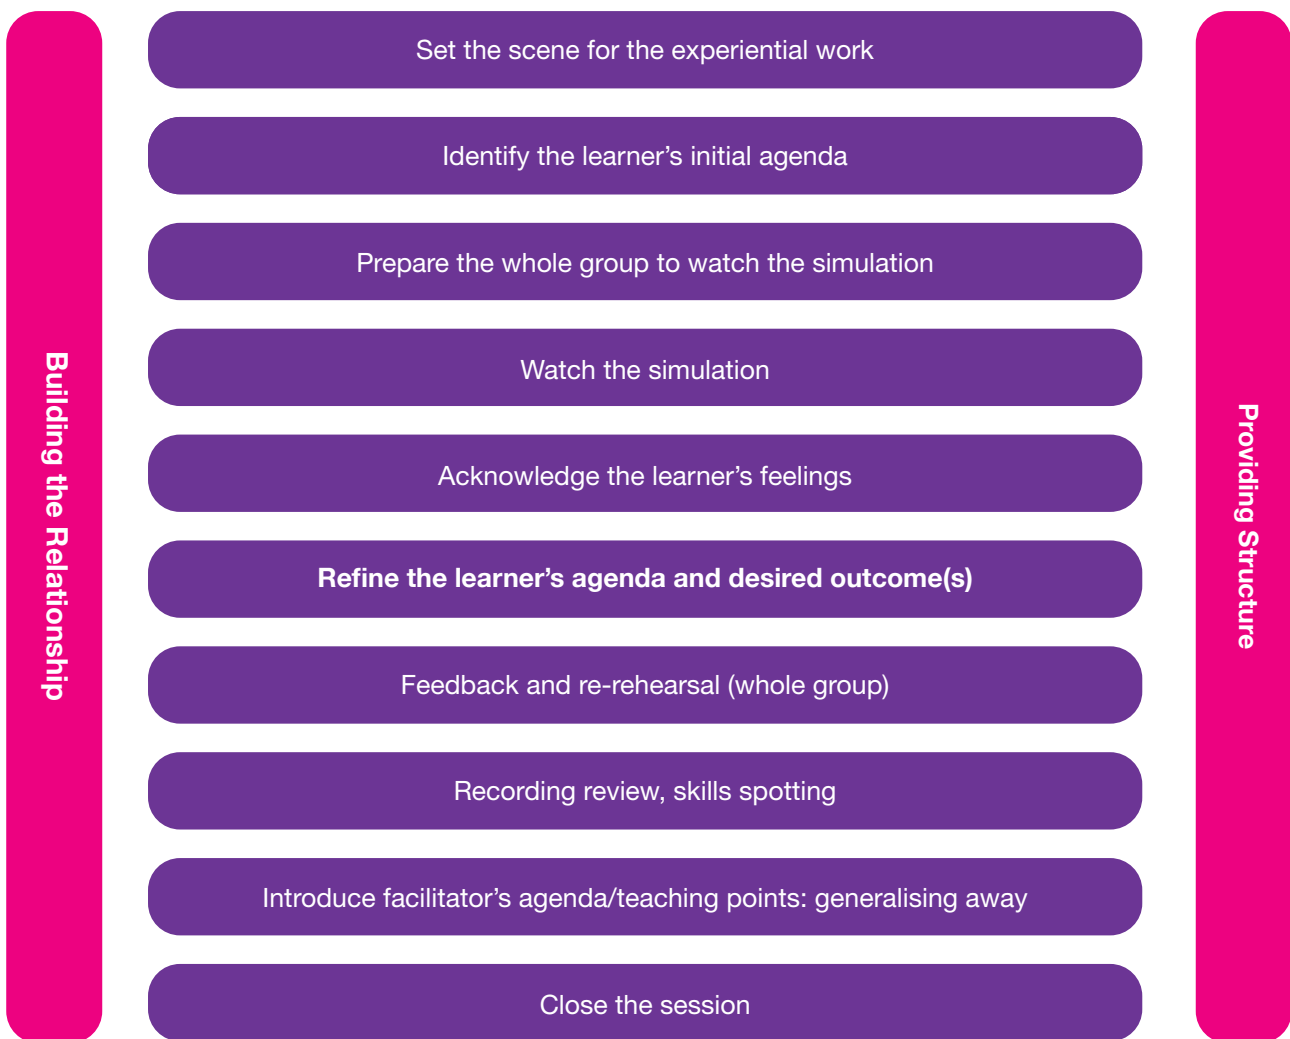 Building the Relationship
Set the scene for the experiential work
Identify the learner’s initial agenda
Prepare the whole group to watch the simulation
Watch the simulation
Acknowledge the learner’s feelings
Refine the learner’s agenda and desired outcome(s)
Feedback and re-rehearsal (whole group)
Recording review, skills spotting
Introduce facilitator’s agenda/teaching points: generalising away
Close the session
Providing Structure